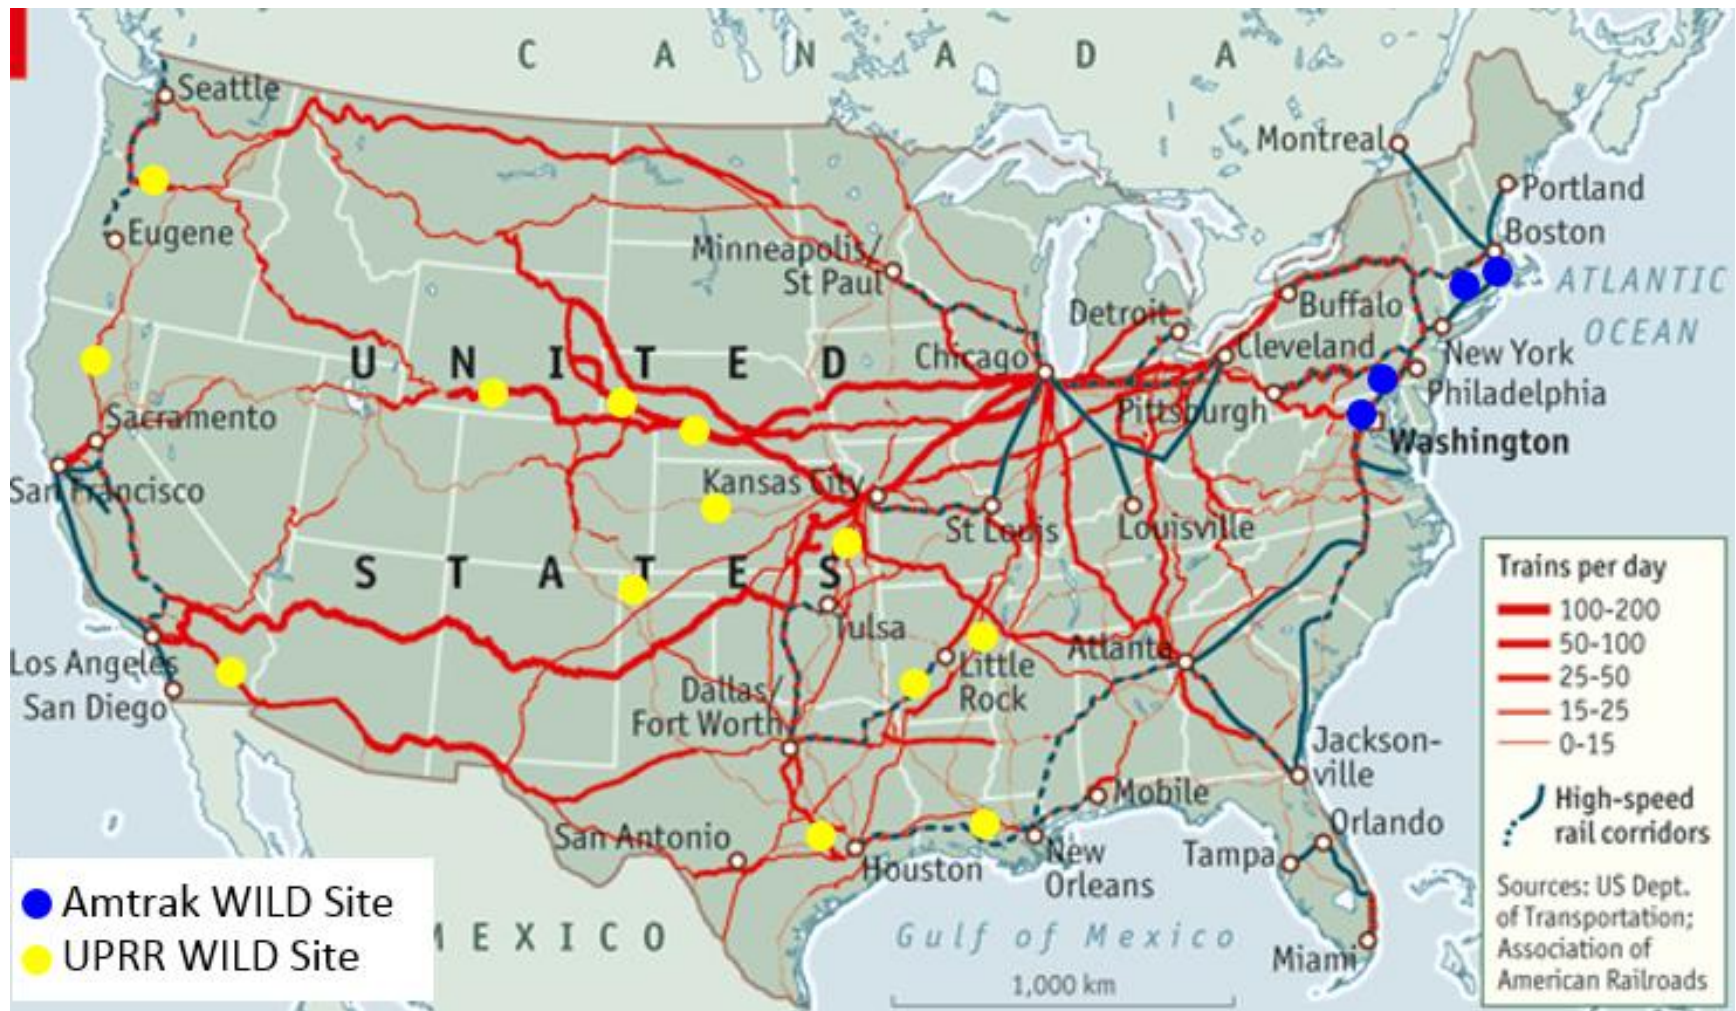 C A N A D A
Seattle
Montreal
Portland
Eugene
Boston
Minneapolis/
St Paul
ATLANTIC
OCEAN
Detroit
Buffalo
Chicago
Cleveland
New York
UNITED
Philadelphia
Pittsburgh
Sacramento
Washington
San Francisco
Kansas City
St Louis
Louisville
STATES
Tulsa
Atlanta
Los Angeles
San Diego
Little
Rock
Dallas/
Fort Worth
Jackson-
ville
Mobile
San Antonio
Houston
New
Orleans
Orlando
Tampa
Miami
MEXICO
Gulf of Mexico
1,000 km
Trains per day
100-200
50-100
25-50
15-25
0-15
High-speed
rail corridors
Sources: US Dept.
of Transportation;
Association of
American Railroads
Amtrak WILD Site
UPRR WILD Site